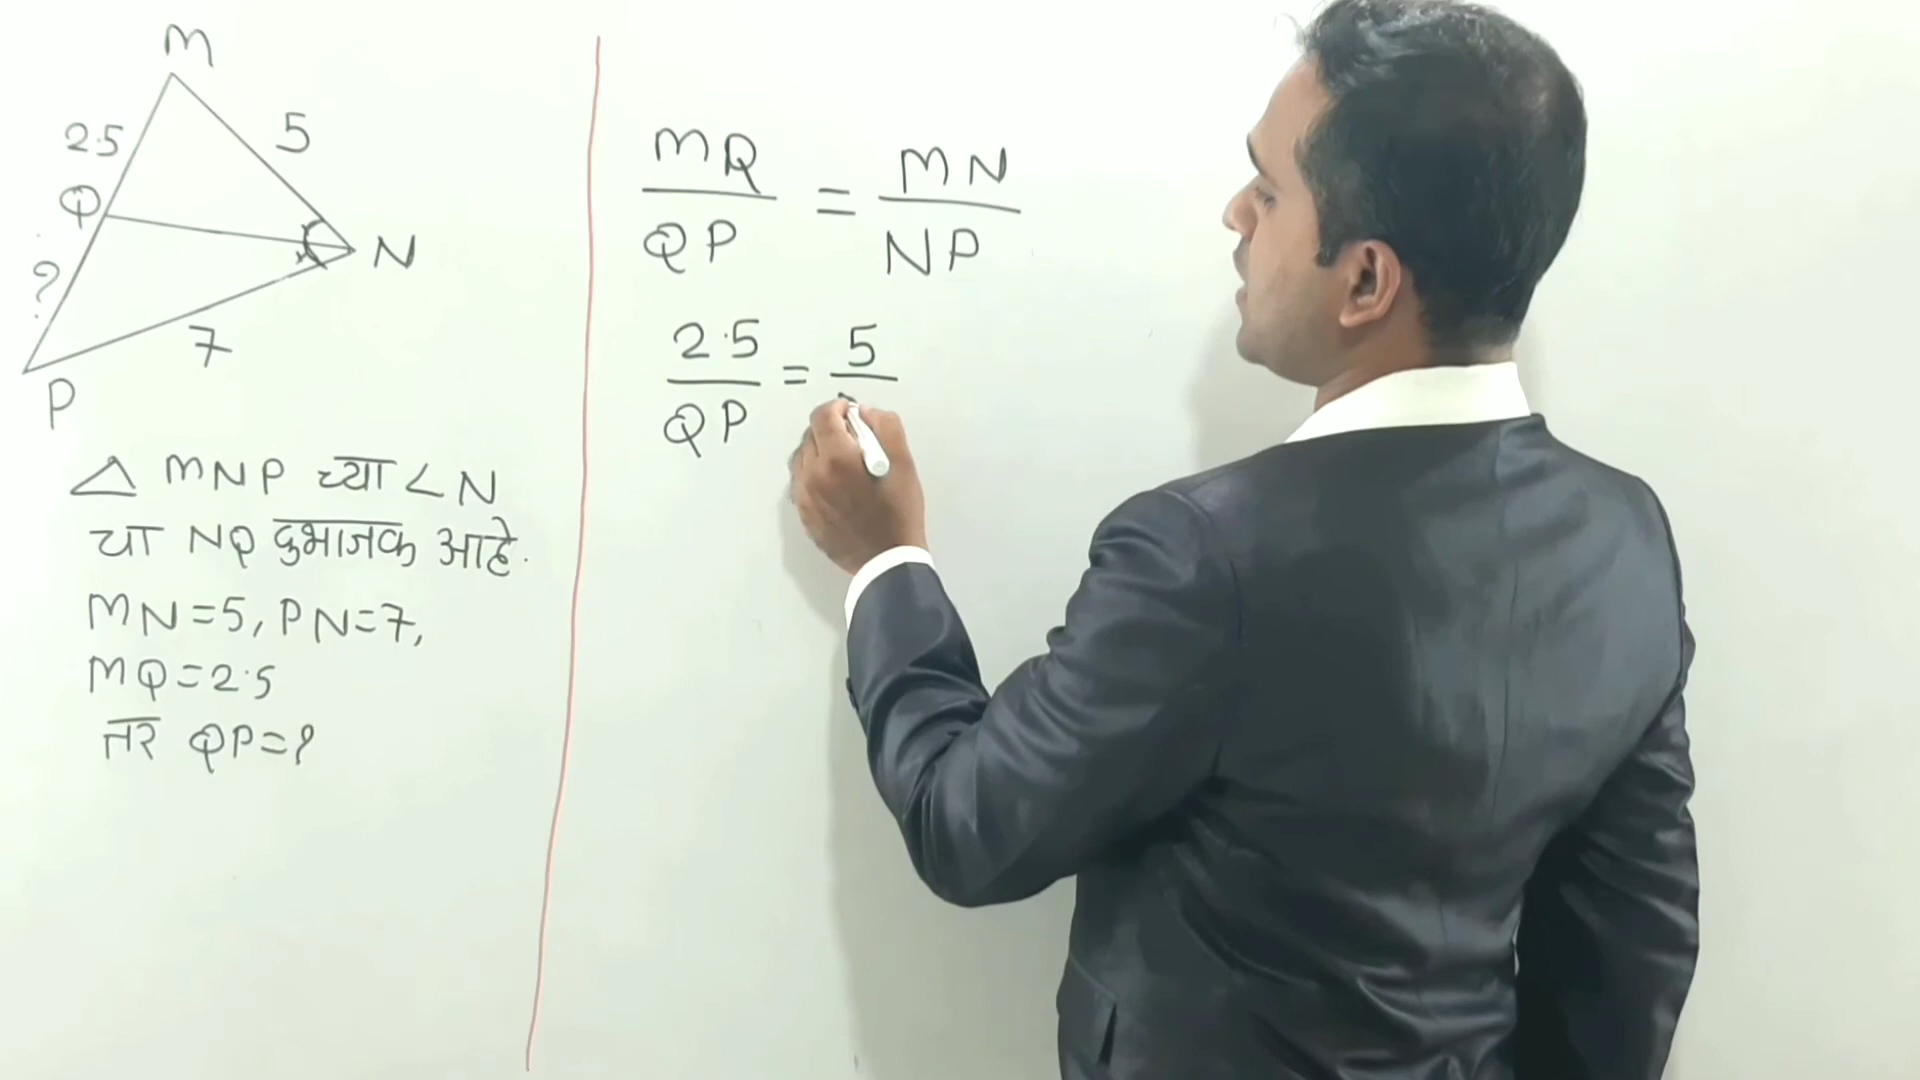 M
2.5
5
Q
N
?
7
P
△ MNP च्या ∠N
चा NQ दुभाजक आहे.
MN=5, PN=7,
MQ=2.5
तर QP=?
MQ/QP = MN/NP
2.5/QP = 5/